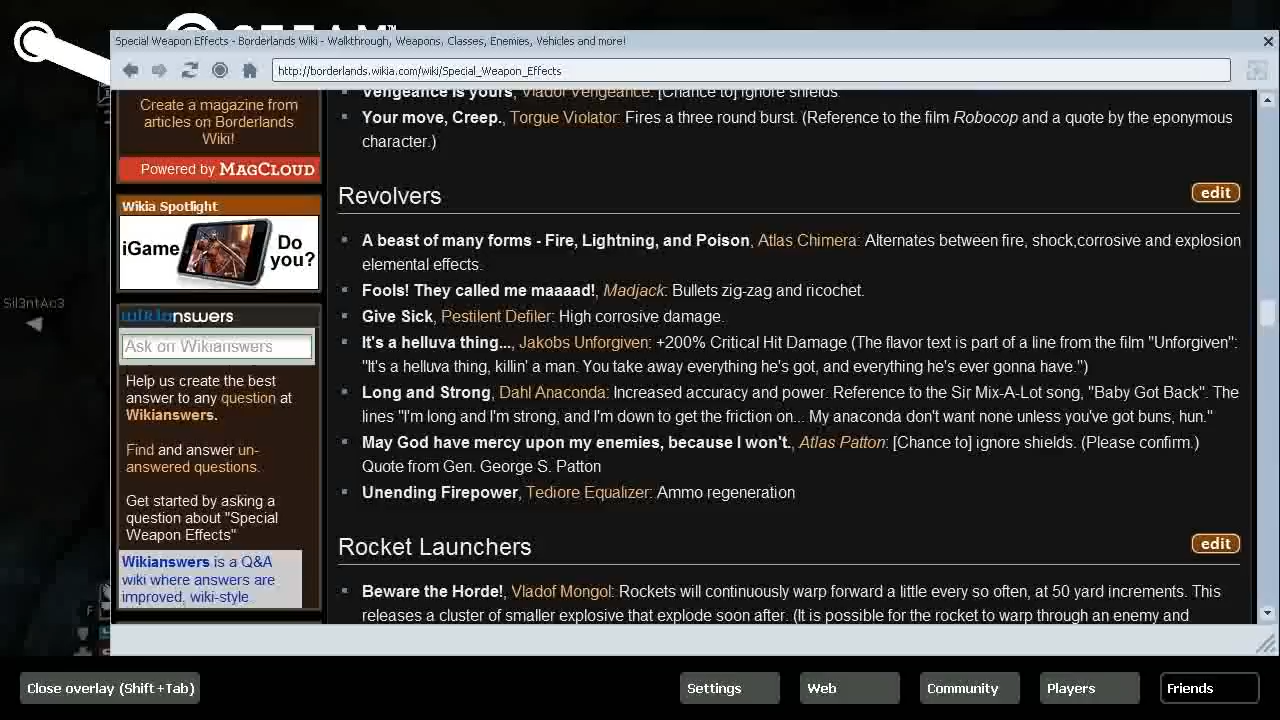 STEAM™
Special Weapon Effects - Borderlands Wiki - Walkthrough, Weapons, Classes, Enemies, Vehicles and more!
http://borderlands.wikia.com/wiki/Special_Weapon_Effects
Create a magazine from
articles on Borderlands
Wiki!
Powered by MAGCLOUD
Wikia Spotlight
iGame Do
you?
wikianswers
Ask on Wikianswers
Help us create the best
answer to any question at
Wikianswers.
Find and answer un-
answered questions.
Get started by asking a
question about "Special
Weapon Effects"
Wikianswers is a Q&A
wiki where answers are
improved, wiki-style
Vengeance is yours, Vladof Vengeance: [Chance to] ignore shields.
Your move, Creep., Torgue Violator: Fires a three round burst. (Reference to the film Robocop and a quote by the eponymous
character.)
Revolvers
edit
A beast of many forms - Fire, Lightning, and Poison, Atlas Chimera: Alternates between fire, shock,corrosive and explosion
elemental effects.
Fools! They called me maaaad!, Madjack: Bullets zig-zag and ricochet.
Give Sick, Pestilent Defiler: High corrosive damage.
It's a helluva thing..., Jakobs Unforgiven: +200% Critical Hit Damage (The flavor text is part of a line from the film "Unforgiven":
"It's a helluva thing, killin' a man. You take away everything he's got, and everything he's ever gonna have.")
Long and Strong, Dahl Anaconda: Increased accuracy and power. Reference to the Sir Mix-A-Lot song, "Baby Got Back". The
lines "I'm long and I'm strong, and I'm down to get the friction on... My anaconda don't want none unless you've got buns, hun."
May God have mercy upon my enemies, because I won't., Atlas Patton: [Chance to] ignore shields. (Please confirm.)
Quote from Gen. George S. Patton
Unending Firepower, Tediore Equalizer: Ammo regeneration
Rocket Launchers
edit
Beware the Horde!, Vladof Mongol: Rockets will continuously warp forward a little every so often, at 50 yard increments. This
releases a cluster of smaller explosive that explode soon after. (It is possible for the rocket to warp through an enemy and
Close overlay (Shift+Tab)
Settings
Web
Community
Players
Friends